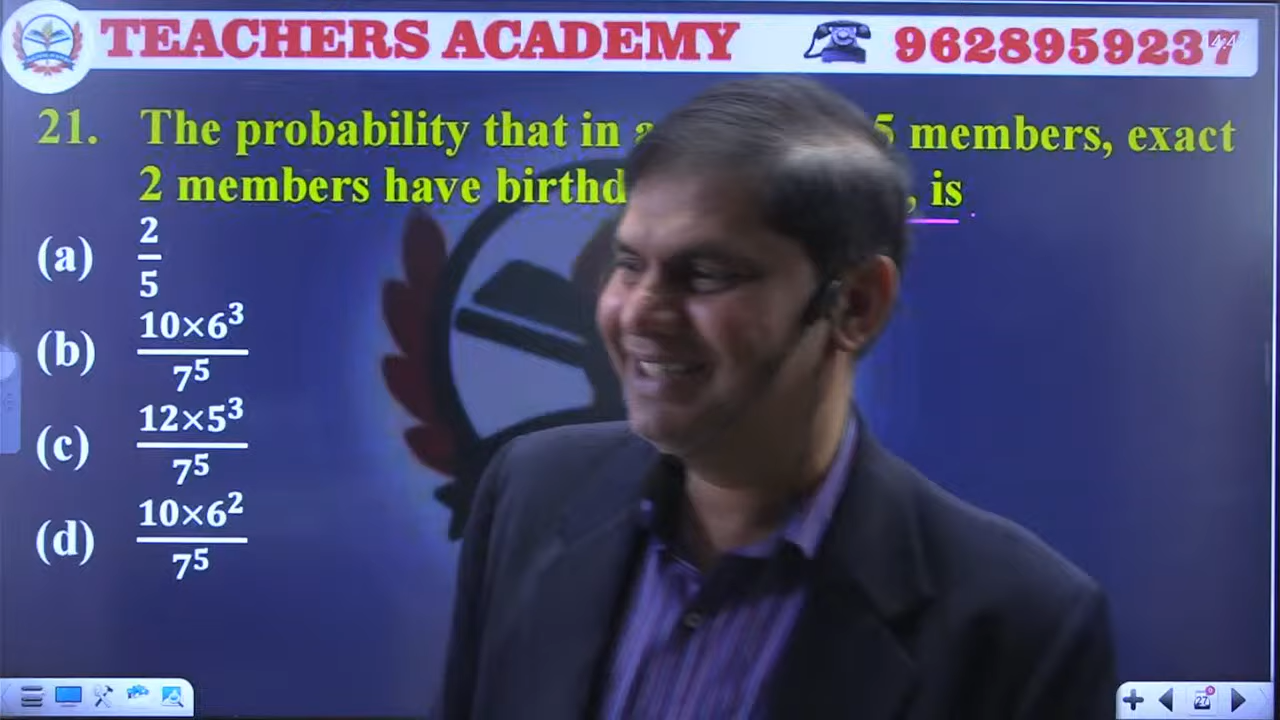 TEACHERS ACADEMY 9628959237
21. The probability that in a 5 members, exact
2 members have birthd , is
(a) 2/5
(b) 10×6³/7⁵
(c) 12×5³/7⁵
(d) 10×6²/7⁵
27